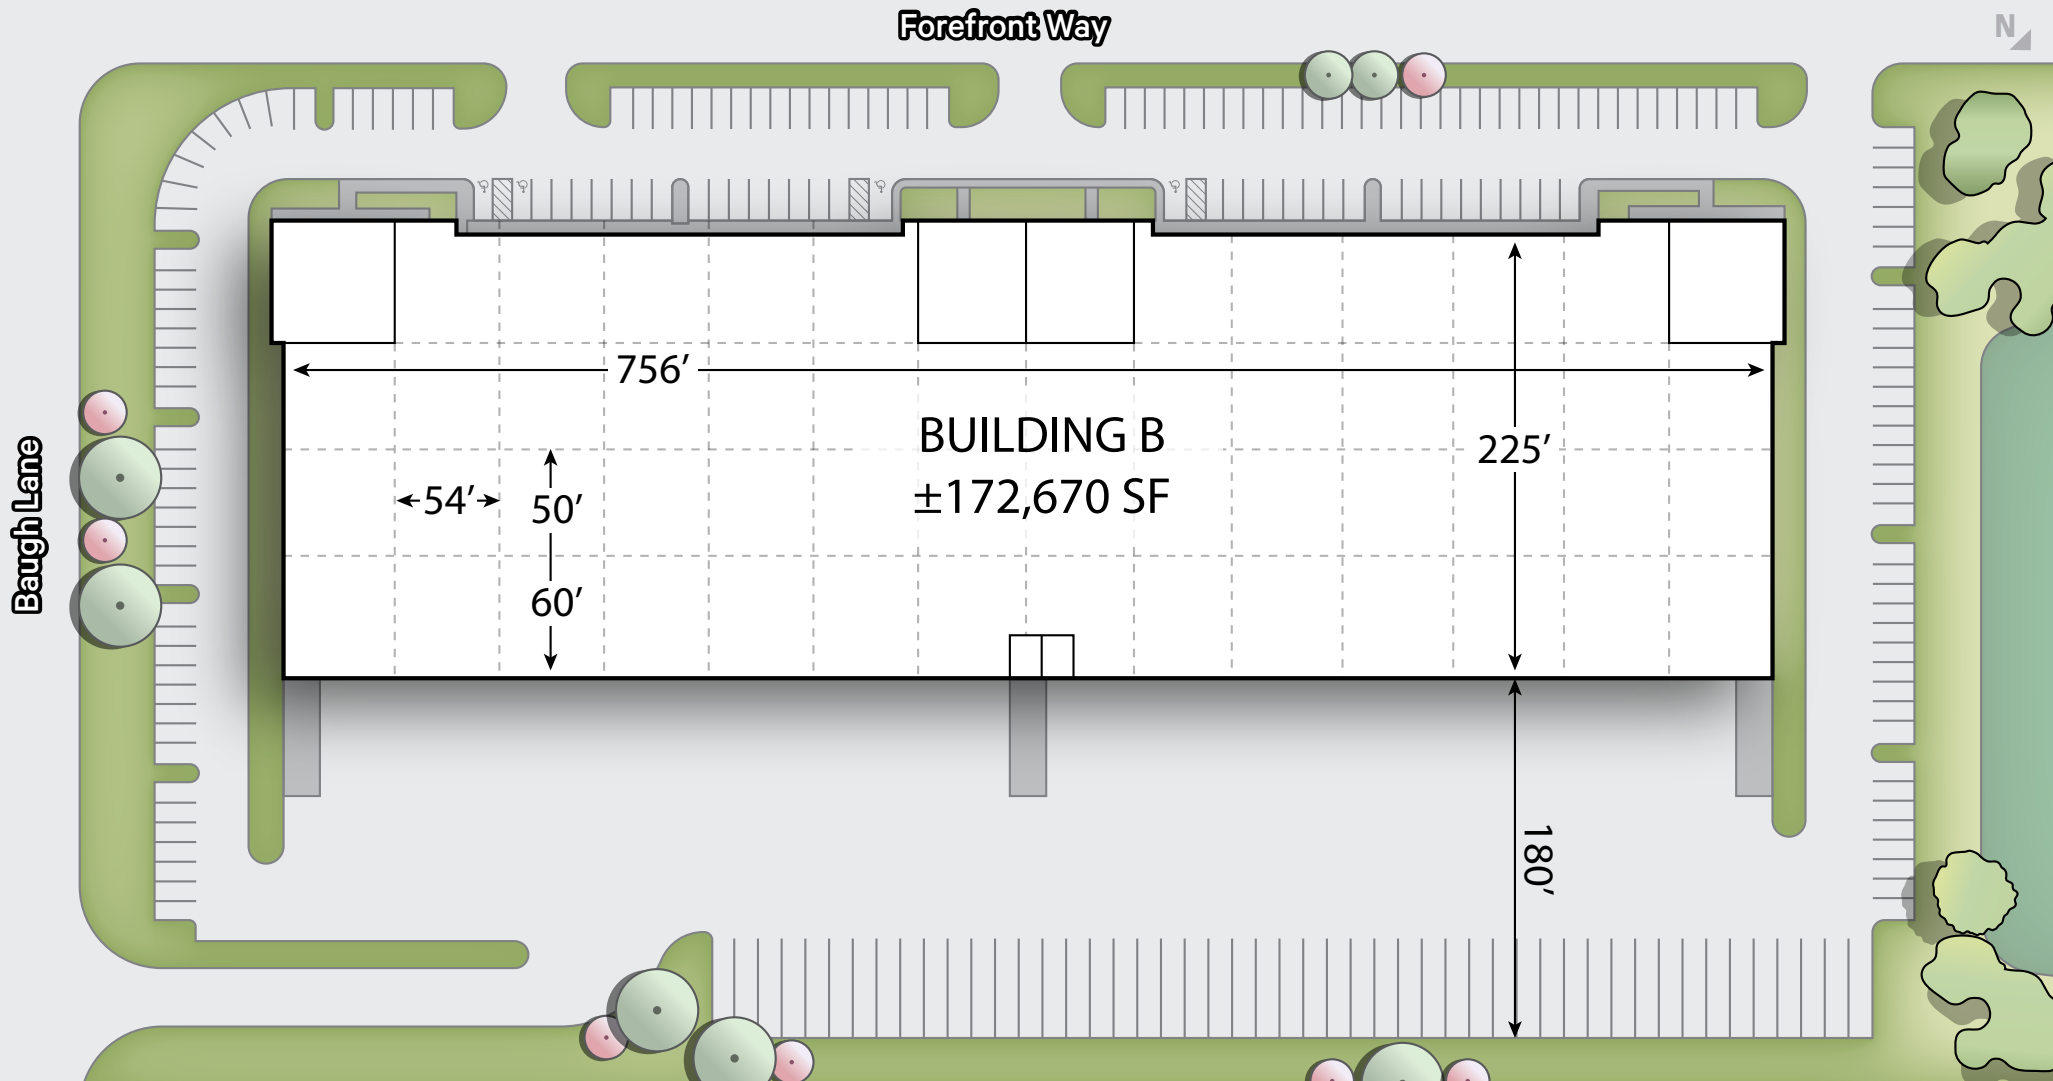 Forefront Way
N
756’
BUILDING B
±172,670 SF
225’
54’
50’
60’
Baugh Lane
180’